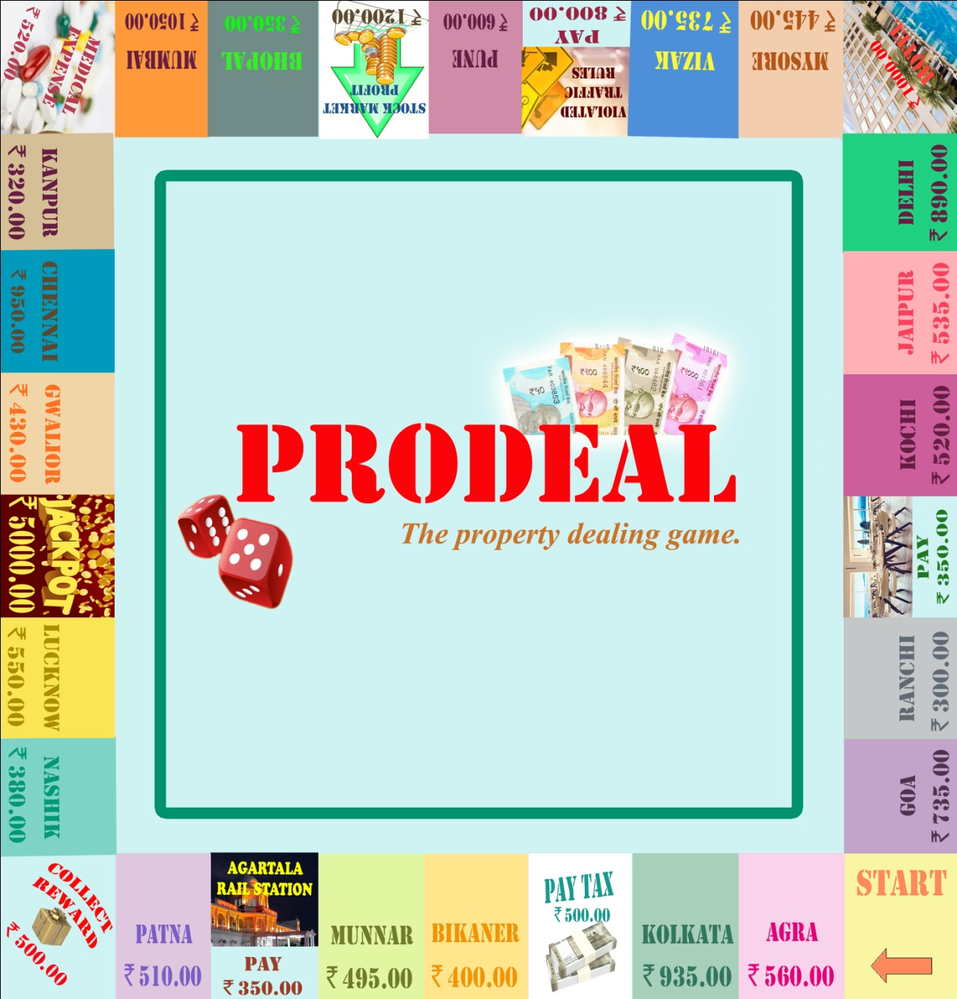 MEDICAL
EXPENSE
₹ 520.00
MUMBAI
₹ 1050.00
BHOPAL
₹ 350.00
STOCK MARKET
PROFIT
₹ 1200.00
PUNE
₹ 600.00
VIOLATED
TRAFFIC
RULES
PAY
₹ 800.00
VIZAK
₹ 735.00
MYSORE
₹ 445.00
HOTEL
₹ 1000.00
KANPUR
₹ 320.00
CHENNAI
₹ 950.00
GWALIOR
₹ 430.00
JACKPOT
₹ 5000.00
LUCKNOW
₹ 550.00
NASHIK
₹ 380.00
DELHI
₹ 890.00
JAIPUR
₹ 535.00
KOCHI
₹ 520.00
PAY
₹ 350.00
RANCHI
₹ 300.00
GOA
₹ 735.00
₹५०
₹२००
₹५००
₹२०००
PRODEAL
The property dealing game.
COLLECT
REWARD
₹ 500.00
PATNA
₹ 510.00
AGARTALA
RAIL STATION
PAY
₹ 350.00
MUNNAR
₹ 495.00
BIKANER
₹ 400.00
PAY TAX
₹ 500.00
KOLKATA
₹ 935.00
AGRA
₹ 560.00
START